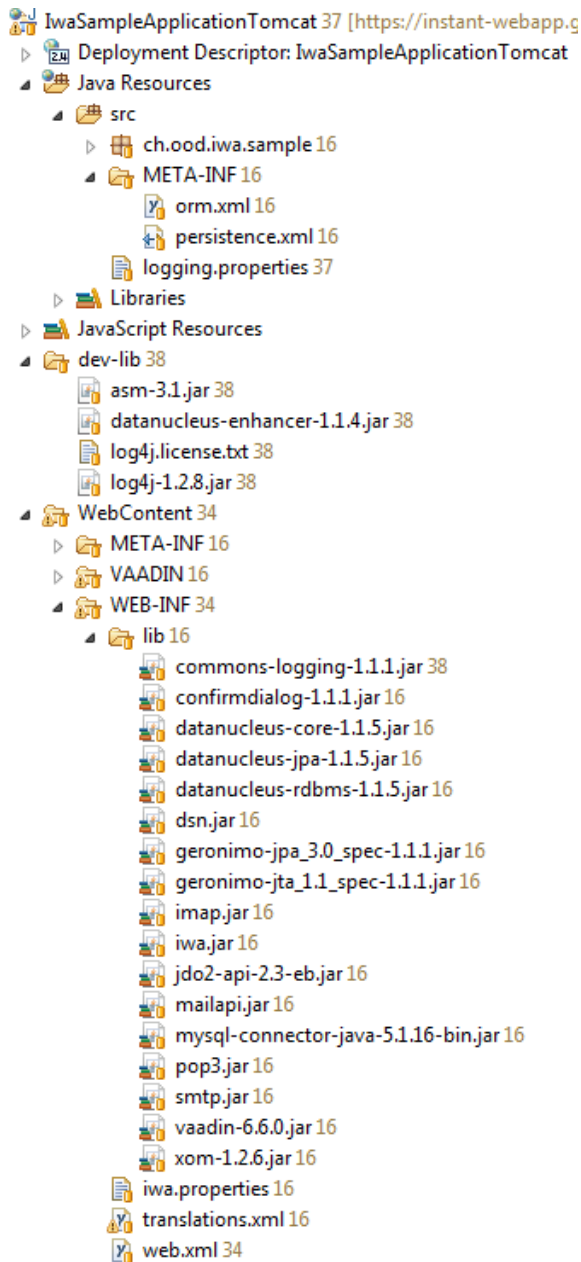 IwaSampleApplicationTomcat 37 [https://instant-webapp.g
Deployment Descriptor: IwaSampleApplicationTomcat
Java Resources
src
ch.ood.iwa.sample 16
META-INF 16
orm.xml 16
persistence.xml 16
logging.properties 37
Libraries
JavaScript Resources
dev-lib 38
asm-3.1.jar 38
datanucleus-enhancer-1.1.4.jar 38
log4j.license.txt 38
log4j-1.2.8.jar 38
WebContent 34
META-INF 16
VAADIN 16
WEB-INF 34
lib 16
commons-logging-1.1.1.jar 38
confirmdialog-1.1.1.jar 16
datanucleus-core-1.1.5.jar 16
datanucleus-jpa-1.1.5.jar 16
datanucleus-rdbms-1.1.5.jar 16
dsn.jar 16
geronimo-jpa_3.0_spec-1.1.1.jar 16
geronimo-jta_1.1_spec-1.1.1.jar 16
imap.jar 16
iwa.jar 16
jdo2-api-2.3-eb.jar 16
mailapi.jar 16
mysql-connector-java-5.1.16-bin.jar 16
pop3.jar 16
smtp.jar 16
vaadin-6.6.0.jar 16
xom-1.2.6.jar 16
iwa.properties 16
translations.xml 16
web.xml 34